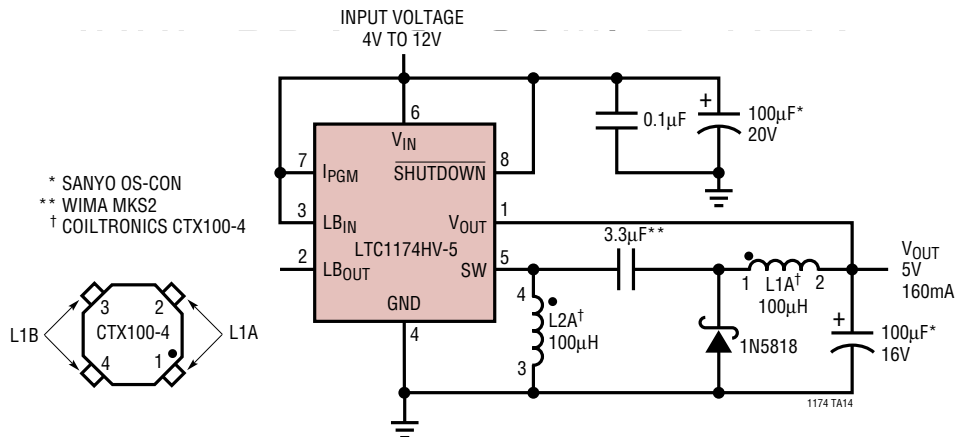 INPUT VOLTAGE
4V TO 12V
6
V_IN
7
I_PGM
SHUTDOWN
8
0.1µF
+
100µF*
20V
* SANYO OS-CON
** WIMA MKS2
† COILTRONICS CTX100-4
3
LB_IN
V_OUT
1
LTC1174HV-5
2
LB_OUT
SW
5
3.3µF**
V_OUT
5V
160mA
1
L1A†
2
100µH
GND
4
4
L2A†
100µH
3
1N5818
+
100µF*
16V
3
2
L1B
CTX100-4
L1A
4
1
1174 TA14